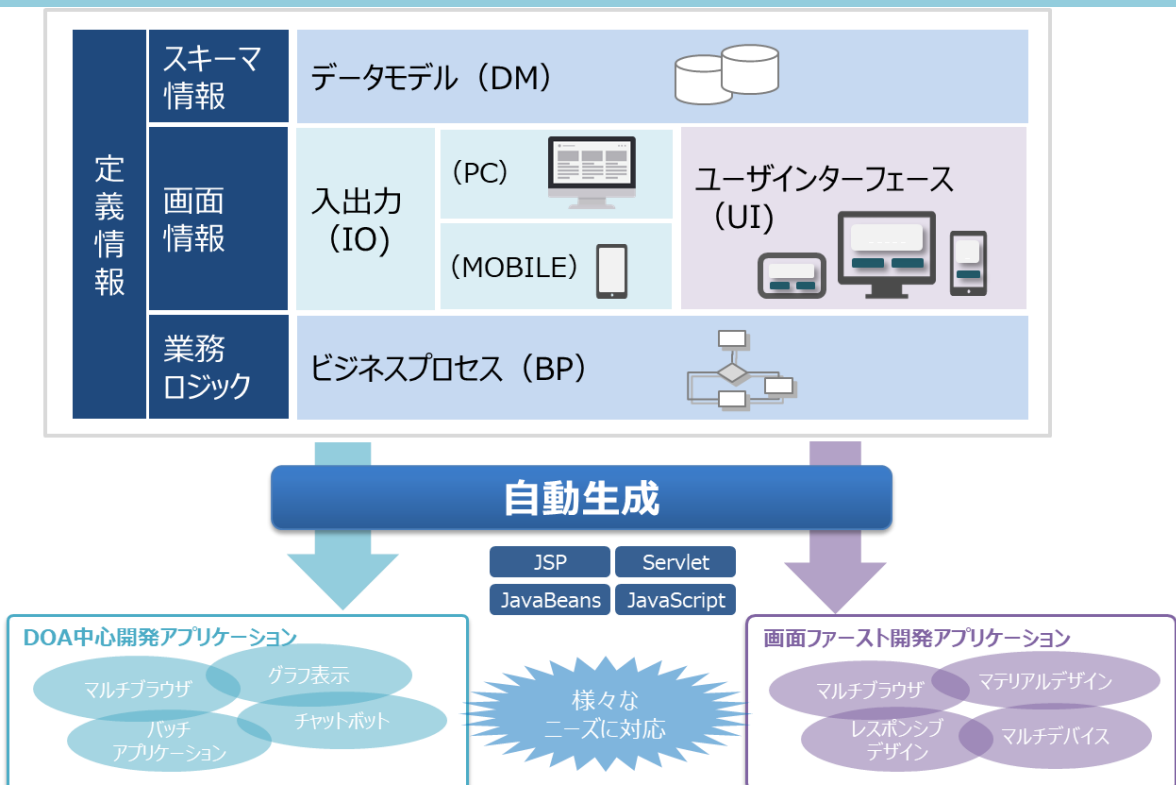 定
義
情
報
スキーマ
情報
データモデル（DM）
画面
情報
入出力
（IO）
（PC）
（MOBILE）
ユーザインターフェース
（UI）
業務
ロジック
ビジネスプロセス（BP）
自動生成
JSP
Servlet
JavaBeans
JavaScript
DOA中心開発アプリケーション
マルチブラウザ
グラフ表示
バッチ
アプリケーション
チャットボット
様々な
ニーズに対応
画面ファースト開発アプリケーション
マルチブラウザ
マテリアルデザイン
レスポンシブ
デザイン
マルチデバイス